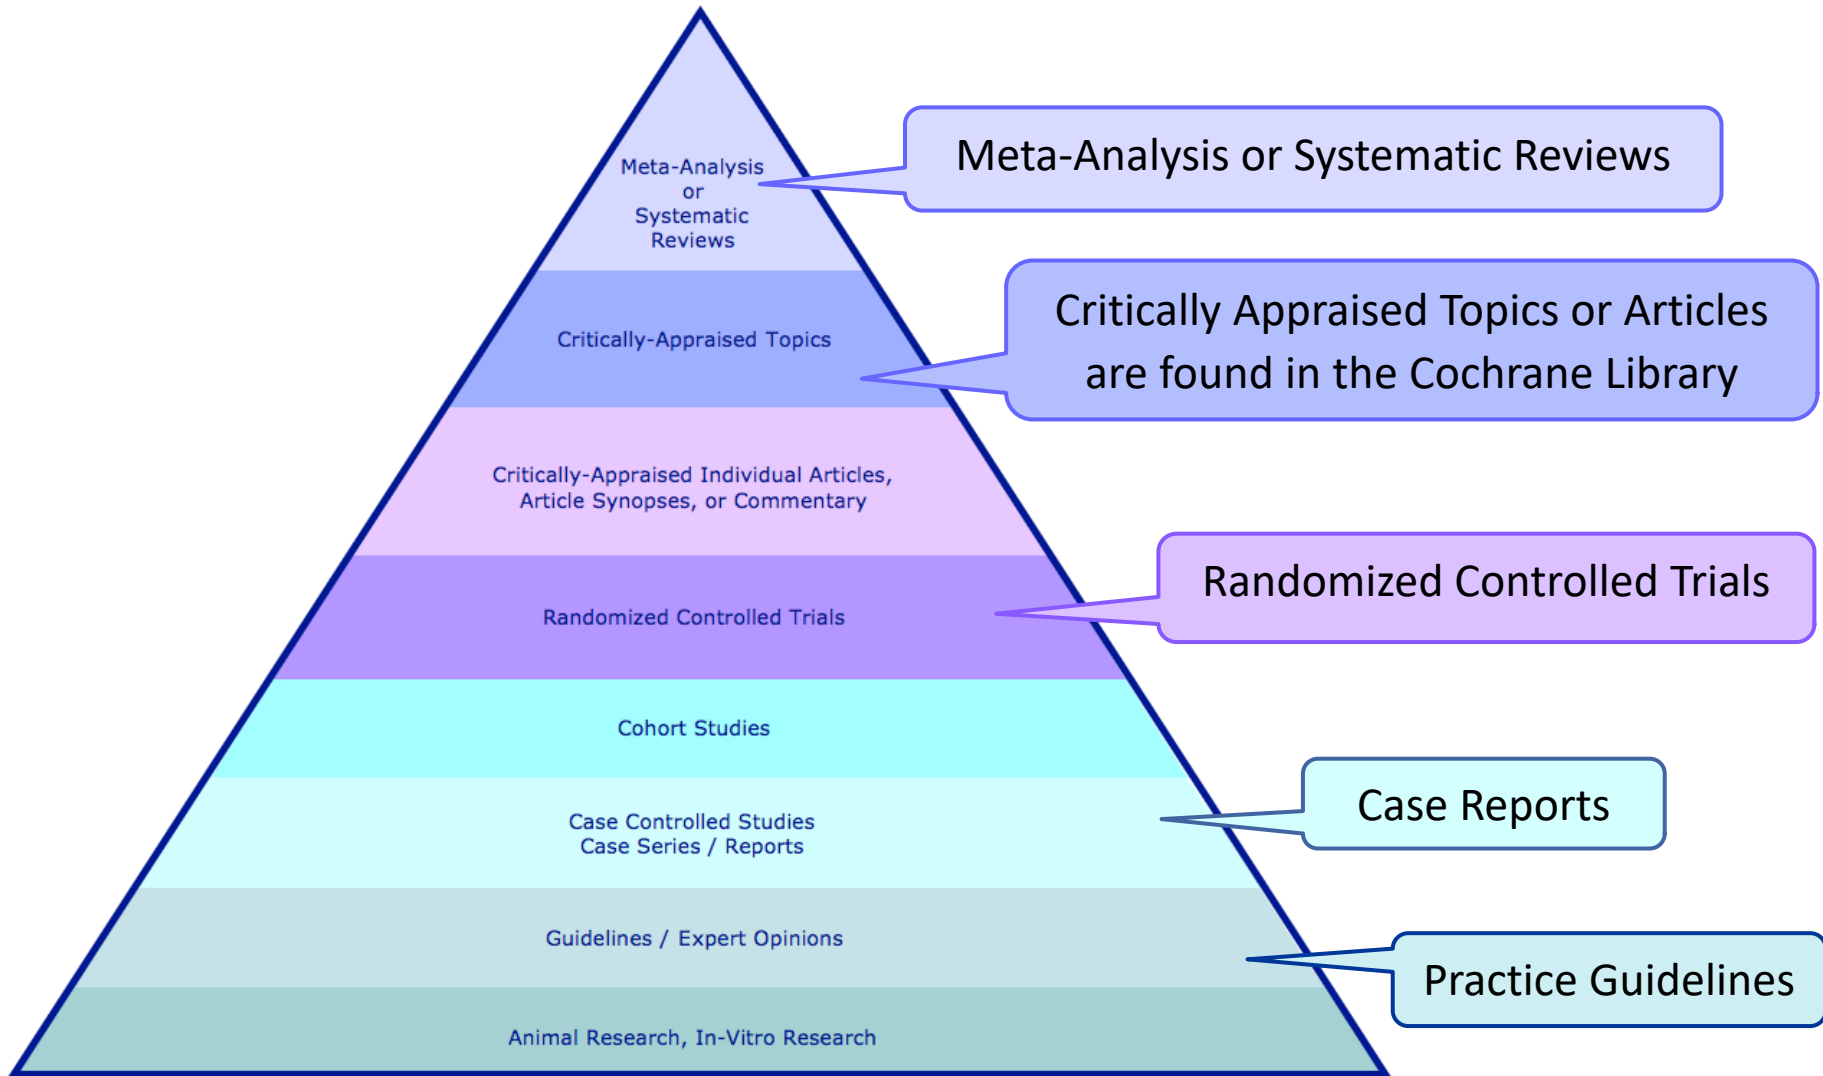 Meta-Analysis
or
Systematic
Reviews
Meta-Analysis or Systematic Reviews
Critically-Appraised Topics
Critically Appraised Topics or Articles
are found in the Cochrane Library
Critically-Appraised Individual Articles,
Article Synopses, or Commentary
Randomized Controlled Trials
Randomized Controlled Trials
Cohort Studies
Case Controlled Studies
Case Series / Reports
Case Reports
Guidelines / Expert Opinions
Practice Guidelines
Animal Research, In-Vitro Research